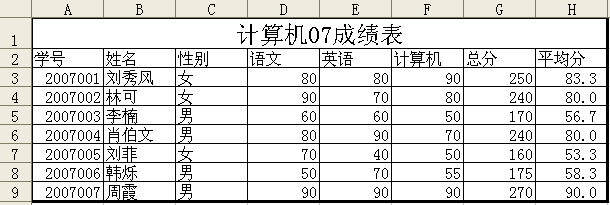 A B C D E F G H
1 计算机07成绩表
2 学号 姓名 性别 语文 英语 计算机 总分 平均分
3 2007001 刘秀风 女 80 80 90 250 83.3
4 2007002 林可 女 90 70 80 240 80.0
5 2007003 李楠 男 60 60 50 170 56.7
6 2007004 肖伯文 男 80 90 70 240 80.0
7 2007005 刘菲 女 70 40 50 160 53.3
8 2007006 韩烁 男 50 70 55 175 58.3
9 2007007 周霞 男 90 90 90 270 90.0